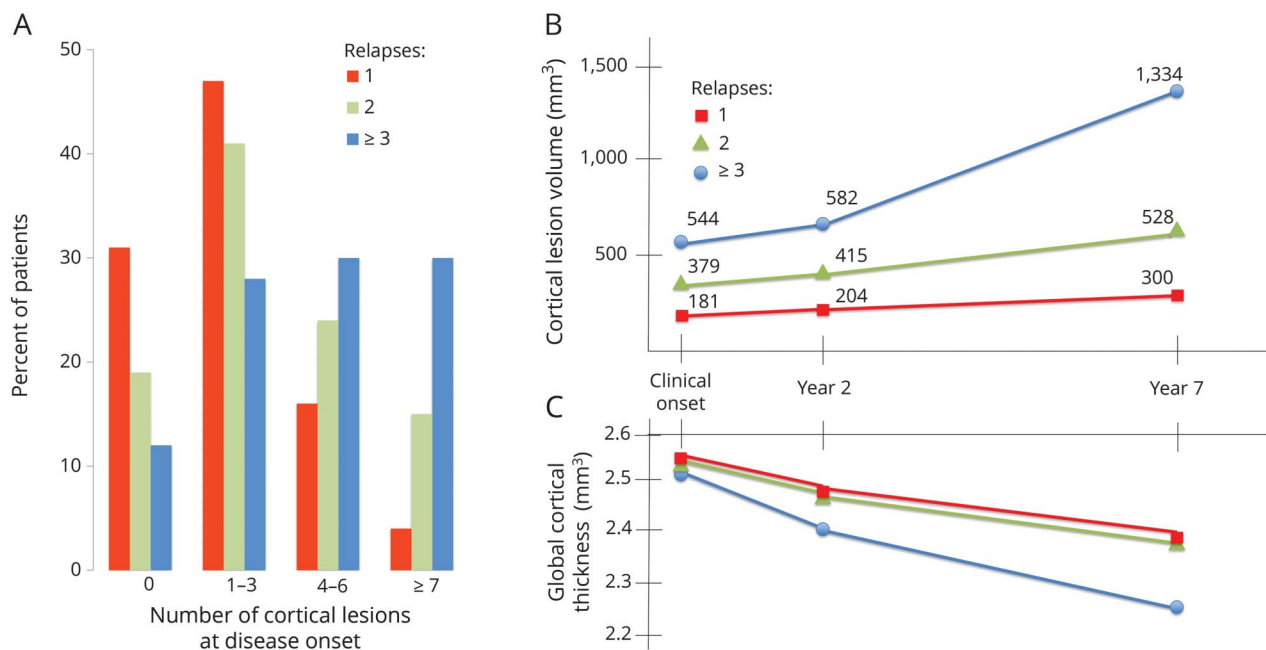 A
Percent of patients
50
40
30
20
10
0
Relapses:
1
2
≥ 3
0
1–3
4–6
≥ 7
Number of cortical lesions
at disease onset
B
Cortical lesion volume (mm³)
1,500
1,000
500
Relapses:
1
2
≥ 3
544
582
1,334
379
415
528
181
204
300
Clinical
onset
Year 2
Year 7
C
Global cortical
thickness (mm³)
2.6
2.5
2.4
2.3
2.2